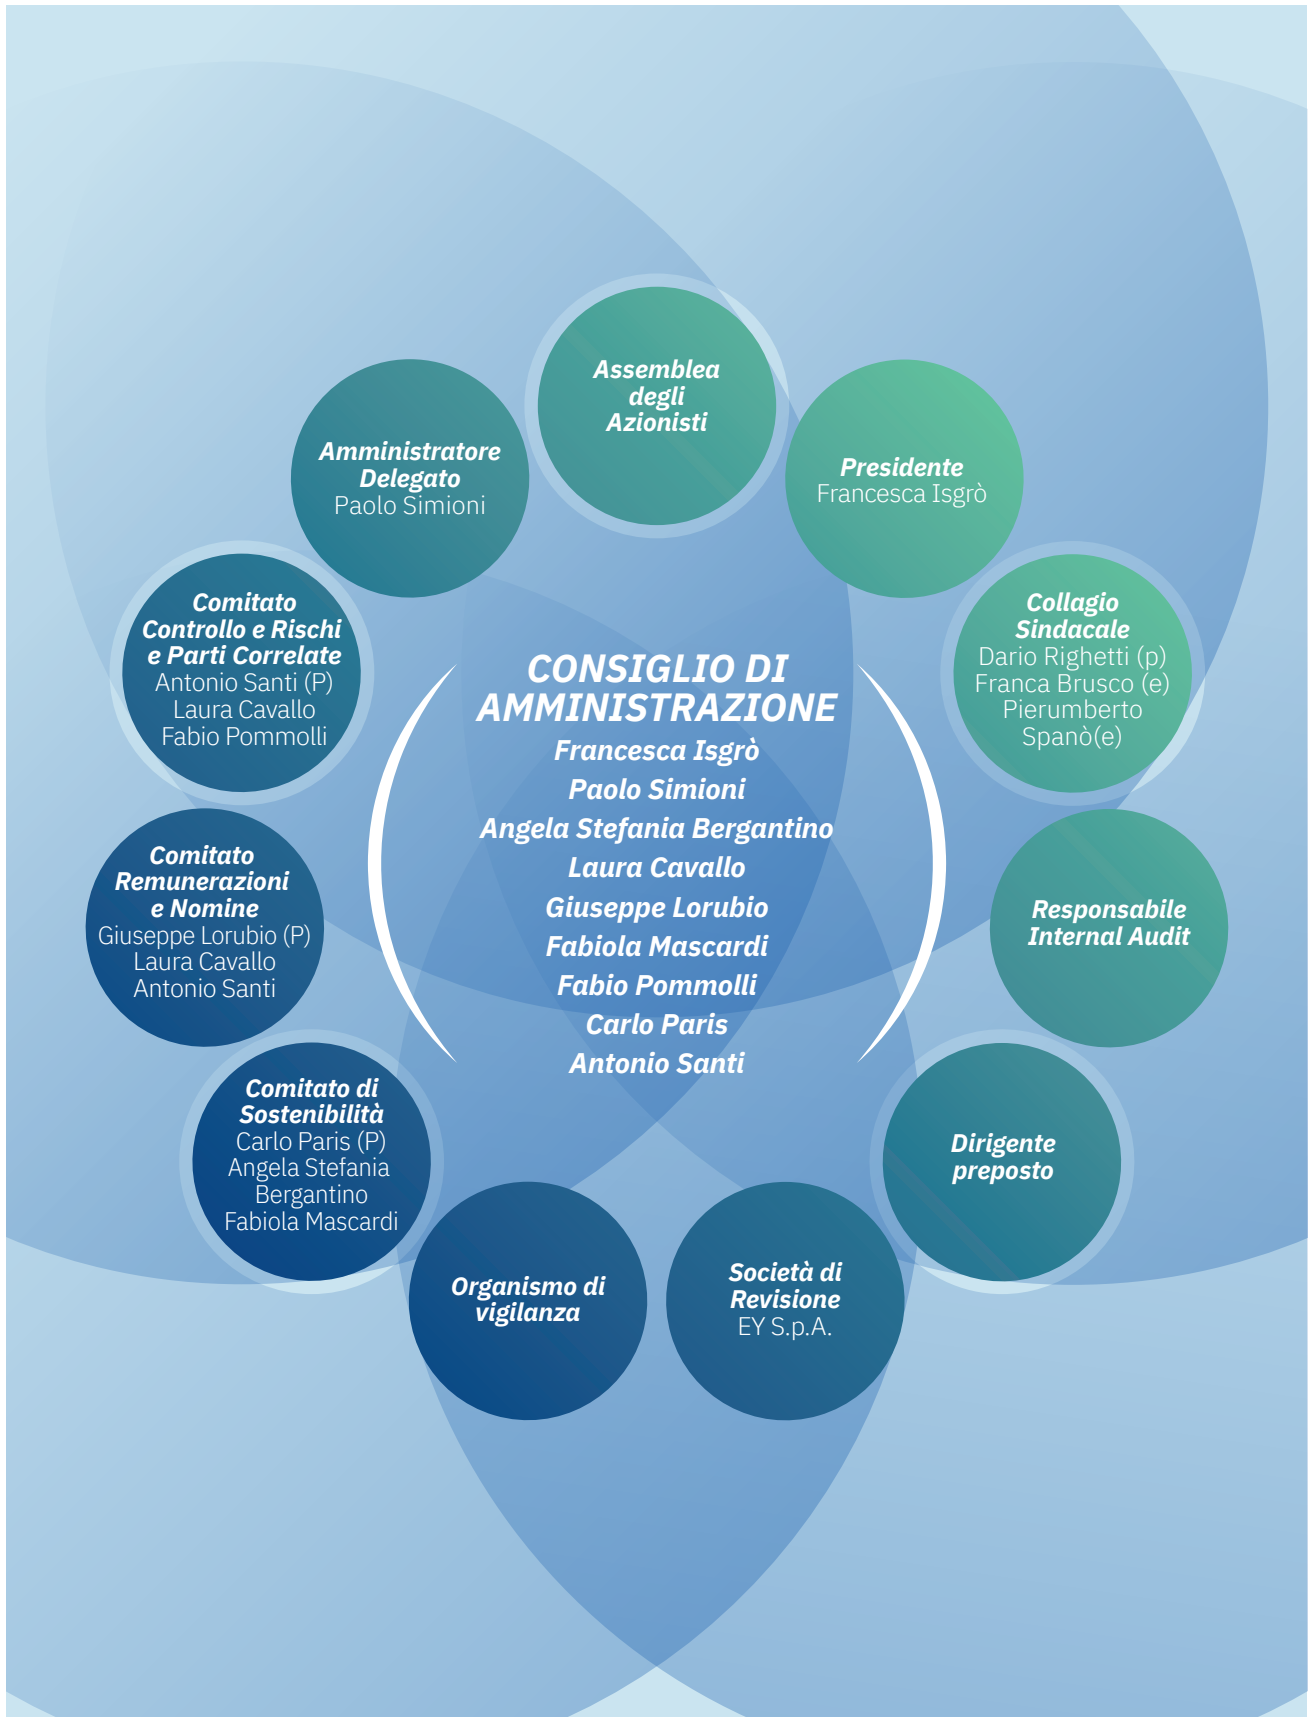 Assemblea
degli
Azionisti
Amministratore
Delegato
Paolo Simioni
Presidente
Francesca Isgrò
Comitato
Controllo e Rischi
e Parti Correlate
Antonio Santi (P)
Laura Cavallo
Fabio Pommolli
Collagio
Sindacale
Dario Righetti (p)
Franca Brusco (e)
Pierumberto
Spanò(e)
CONSIGLIO DI
AMMINISTRAZIONE
Francesca Isgrò
Paolo Simioni
Angela Stefania Bergantino
Laura Cavallo
Giuseppe Lorubio
Fabiola Mascardi
Fabio Pommolli
Carlo Paris
Antonio Santi
Comitato
Remunerazioni
e Nomine
Giuseppe Lorubio (P)
Laura Cavallo
Antonio Santi
Responsabile
Internal Audit
Comitato di
Sostenibilità
Carlo Paris (P)
Angela Stefania
Bergantino
Fabiola Mascardi
Dirigente
preposto
Organismo di
vigilanza
Società di
Revisione
EY S.p.A.